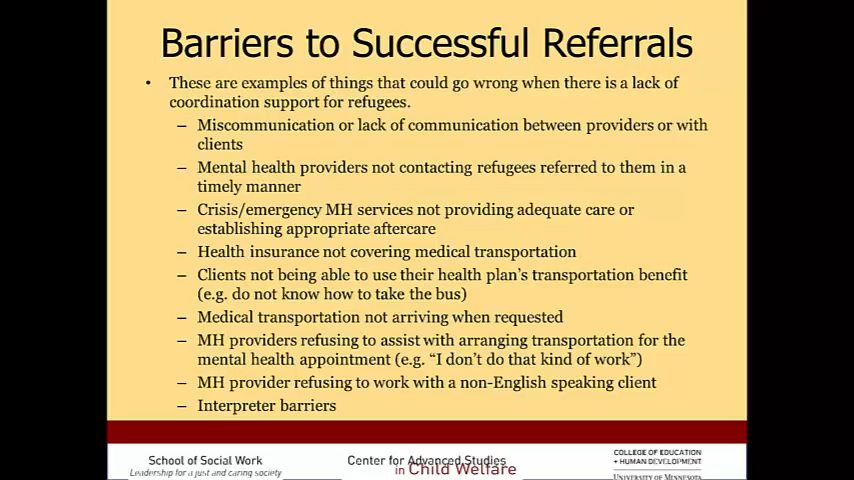 Barriers to Successful Referrals
• These are examples of things that could go wrong when there is a lack of
coordination support for refugees.
– Miscommunication or lack of communication between providers or with
clients
– Mental health providers not contacting refugees referred to them in a
timely manner
– Crisis/emergency MH services not providing adequate care or
establishing appropriate aftercare
– Health insurance not covering medical transportation
– Clients not being able to use their health plan's transportation benefit
(e.g. do not know how to take the bus)
– Medical transportation not arriving when requested
– MH providers refusing to assist with arranging transportation for the
mental health appointment (e.g. “I don't do that kind of work”)
– MH provider refusing to work with a non-English speaking client
– Interpreter barriers
School of Social Work
Leadership for a just and caring society
Center for Advanced Studies
in Child Welfare
COLLEGE OF EDUCATION
+ HUMAN DEVELOPMENT
UNIVERSITY OF MINNESOTA